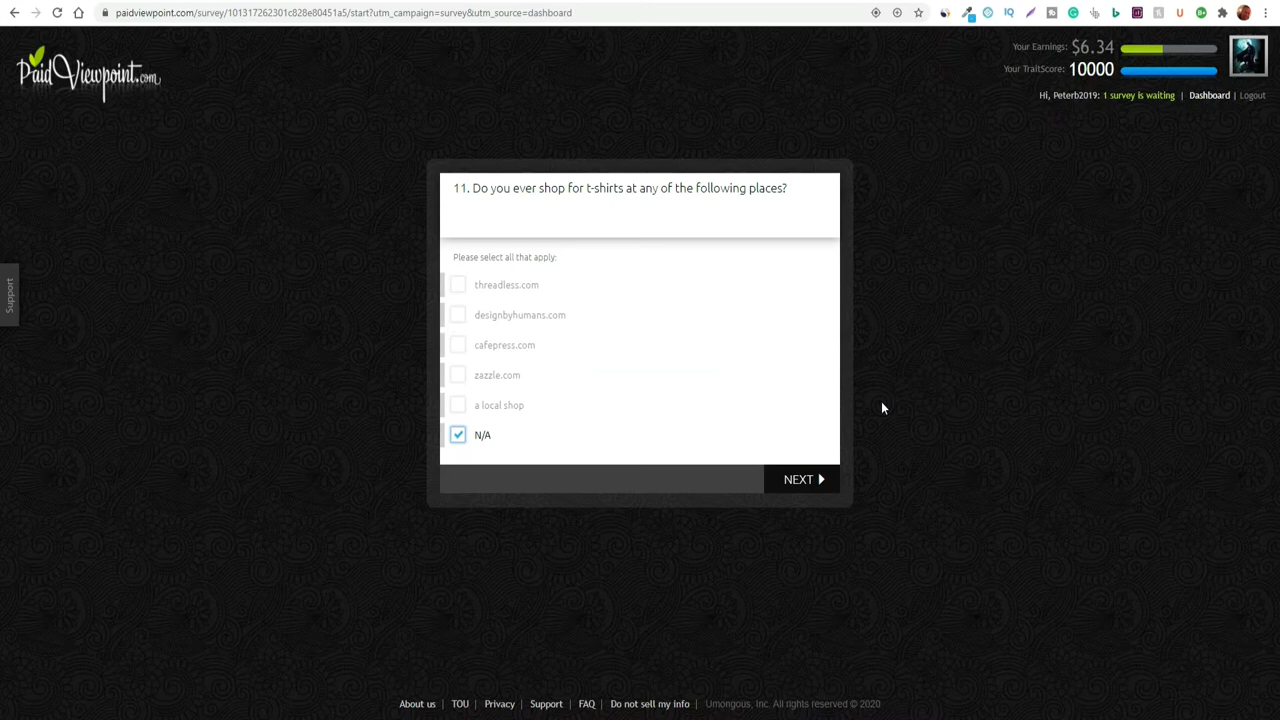 paidviewpoint.com/survey/101317262301c828e80451a5/start?utm_campaign=survey&utm_source=dashboard
PaidViewpoint.com
Your Earnings: $6.34
Your TraitScore: 10000
Hi, Peterb2019: 1 survey is waiting | Dashboard | Logout
11. Do you ever shop for t-shirts at any of the following places?
Please select all that apply:
threadless.com
designbyhumans.com
cafepress.com
zazzle.com
a local shop
N/A
NEXT
Support
About us | TOU | Privacy | Support | FAQ | Do not sell my info | Umongous, Inc. All rights reserved © 2020